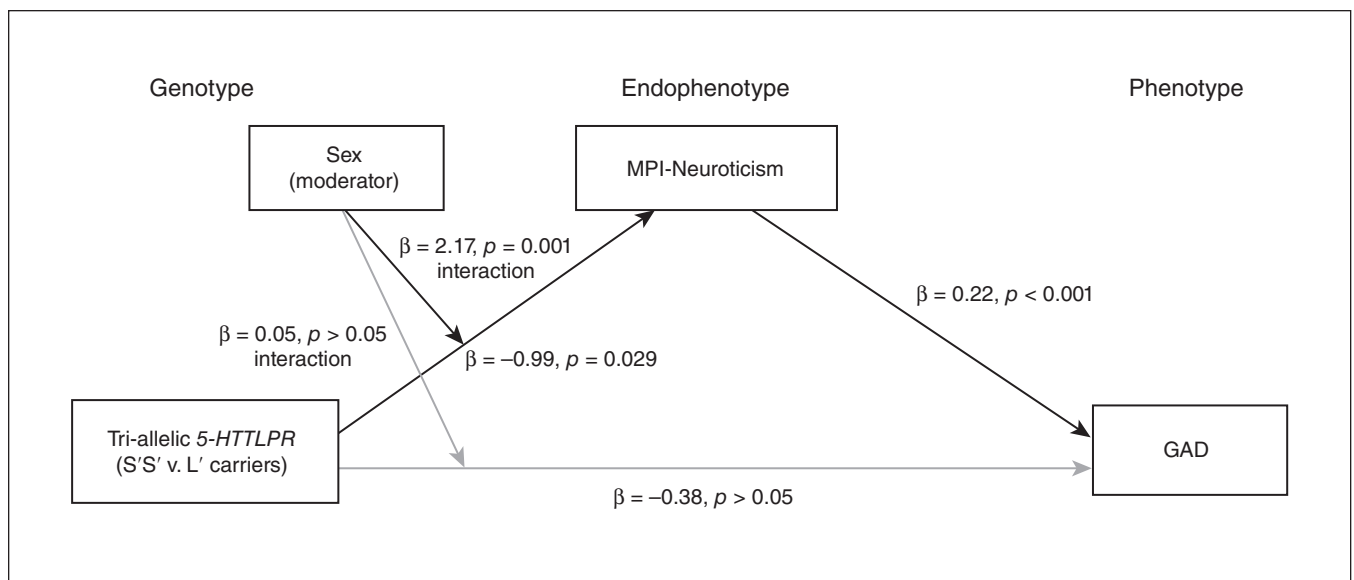 Genotype
Endophenotype
Phenotype
Sex
(moderator)
MPI-Neuroticism
β = 2.17, p = 0.001
interaction
β = 0.22, p < 0.001
β = 0.05, p > 0.05
interaction
β = –0.99, p = 0.029
Tri-allelic 5-HTTLPR
(S′S′ v. L′ carriers)
GAD
β = –0.38, p > 0.05